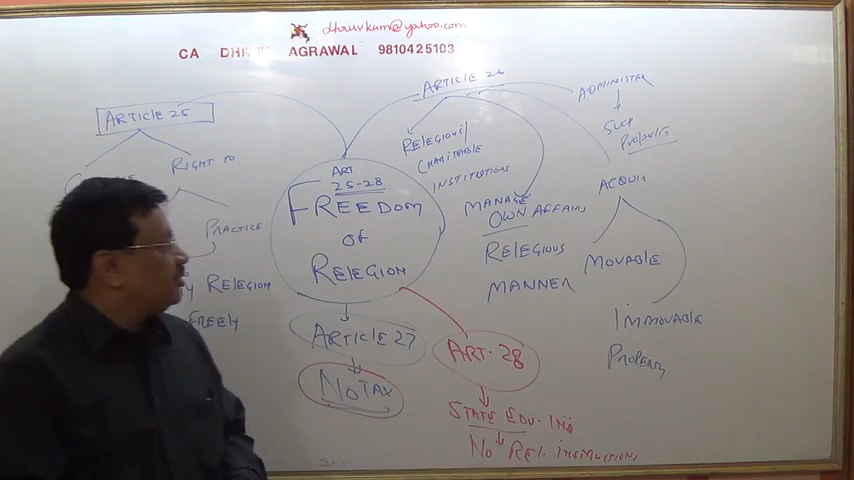 dhruvkum@yahoo.com
CA DH AGRAWAL 9810425103
ARTICLE 25
RIGHT TO
PRACTICE
RELEGION
FREELY
ART
25-28
FREEDOM
OF
RELEGION
ARTICLE 27
NO TAX
ART. 28
STATE EDU. INS
NO REL. INSTRUCTIONS
ARTICLE 26
RELEGIOUS/
CHARITABLE
INSTITUTIONS
MANAGE
OWN AFFAIRS
RELEGIOUS
MANNER
ADMINISTER
SUCH
PROPERTY
ACQUIRE
MOVABLE
IMMOVABLE
PROPERTY